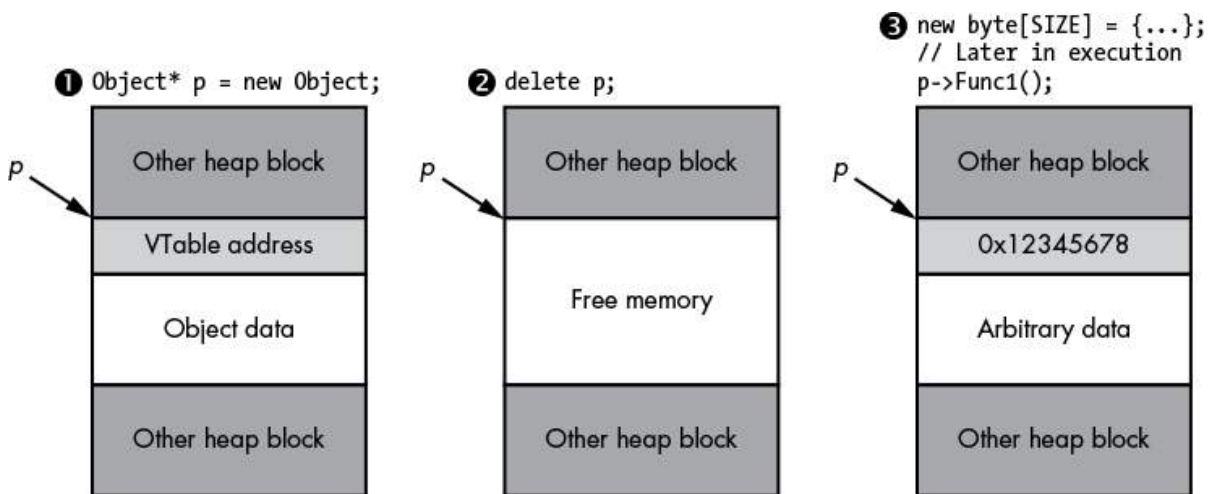 ❶ Object* p = new Object;
p
Other heap block
VTable address
Object data
Other heap block
❷ delete p;
p
Other heap block
Free memory
Other heap block
❸ new byte[SIZE] = {...};
// Later in execution
p->Func1();
p
Other heap block
0x12345678
Arbitrary data
Other heap block